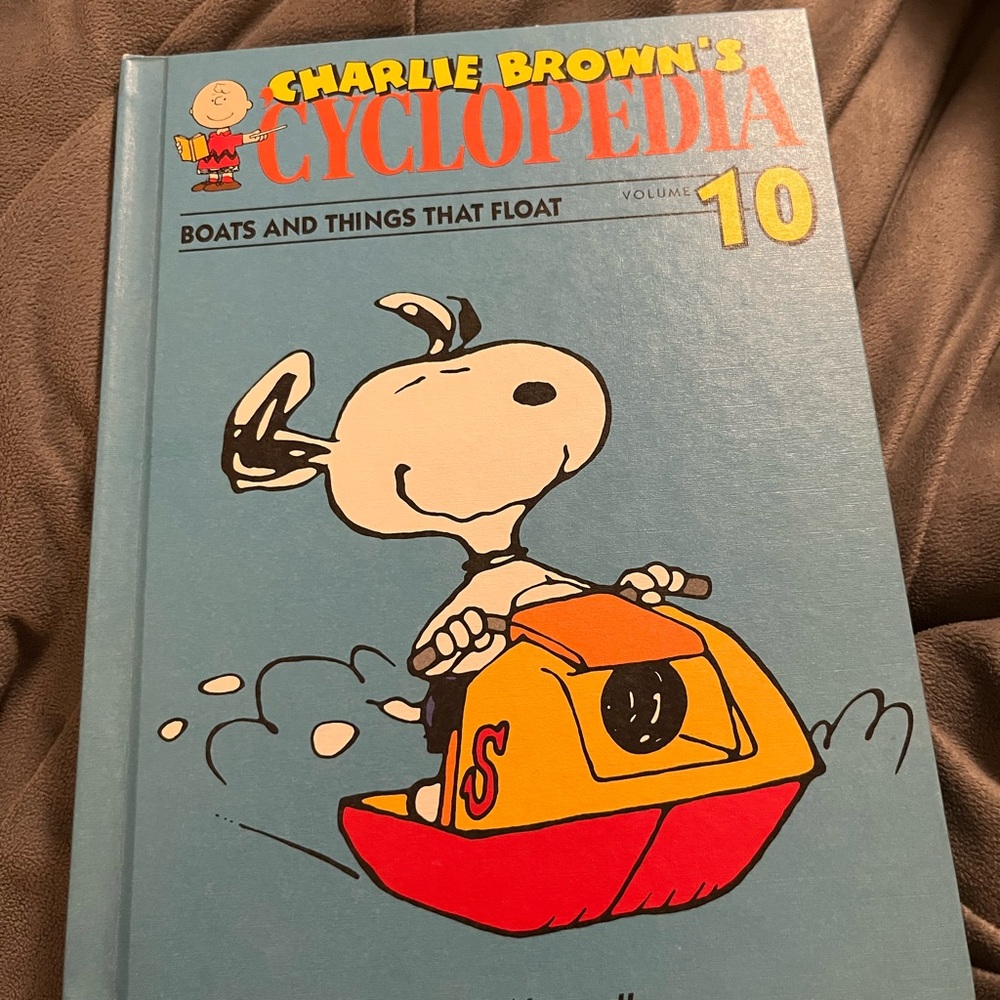 CHARLIE BROWN'S
'CYCLOPEDIA
VOLUME 10
BOATS AND THINGS THAT FLOAT
S